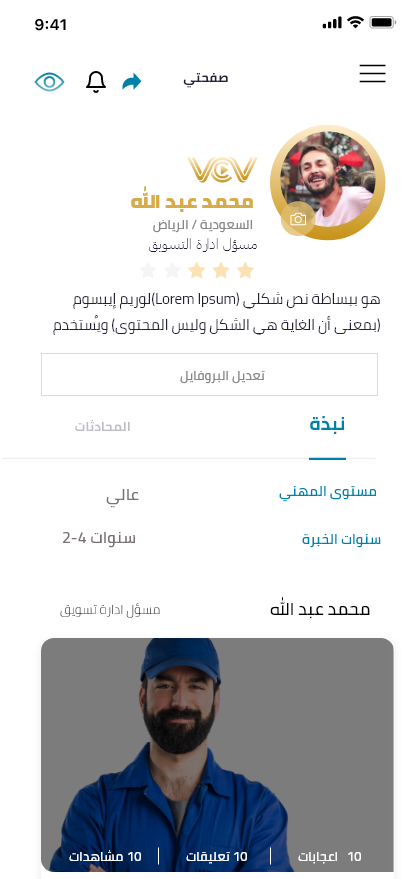 9:41
صفحتي
VCV
محمد عبد الله
السعودية / الرياض
مسؤل ادارة التسويق
هو ببساطة نص شكلي (Lorem Ipsum)لوريم إيبسوم
(بمعنى أن الغاية هي الشكل وليس المحتوى) ويُستخدم
تعديل البروفايل
نبذة المحادثات
مستوى المهني عالي
سنوات الخبرة 2-4 سنوات
محمد عبد الله مسؤل ادارة تسويق
10 اعجابات | 10 تعليقات | 10 مشاهدات